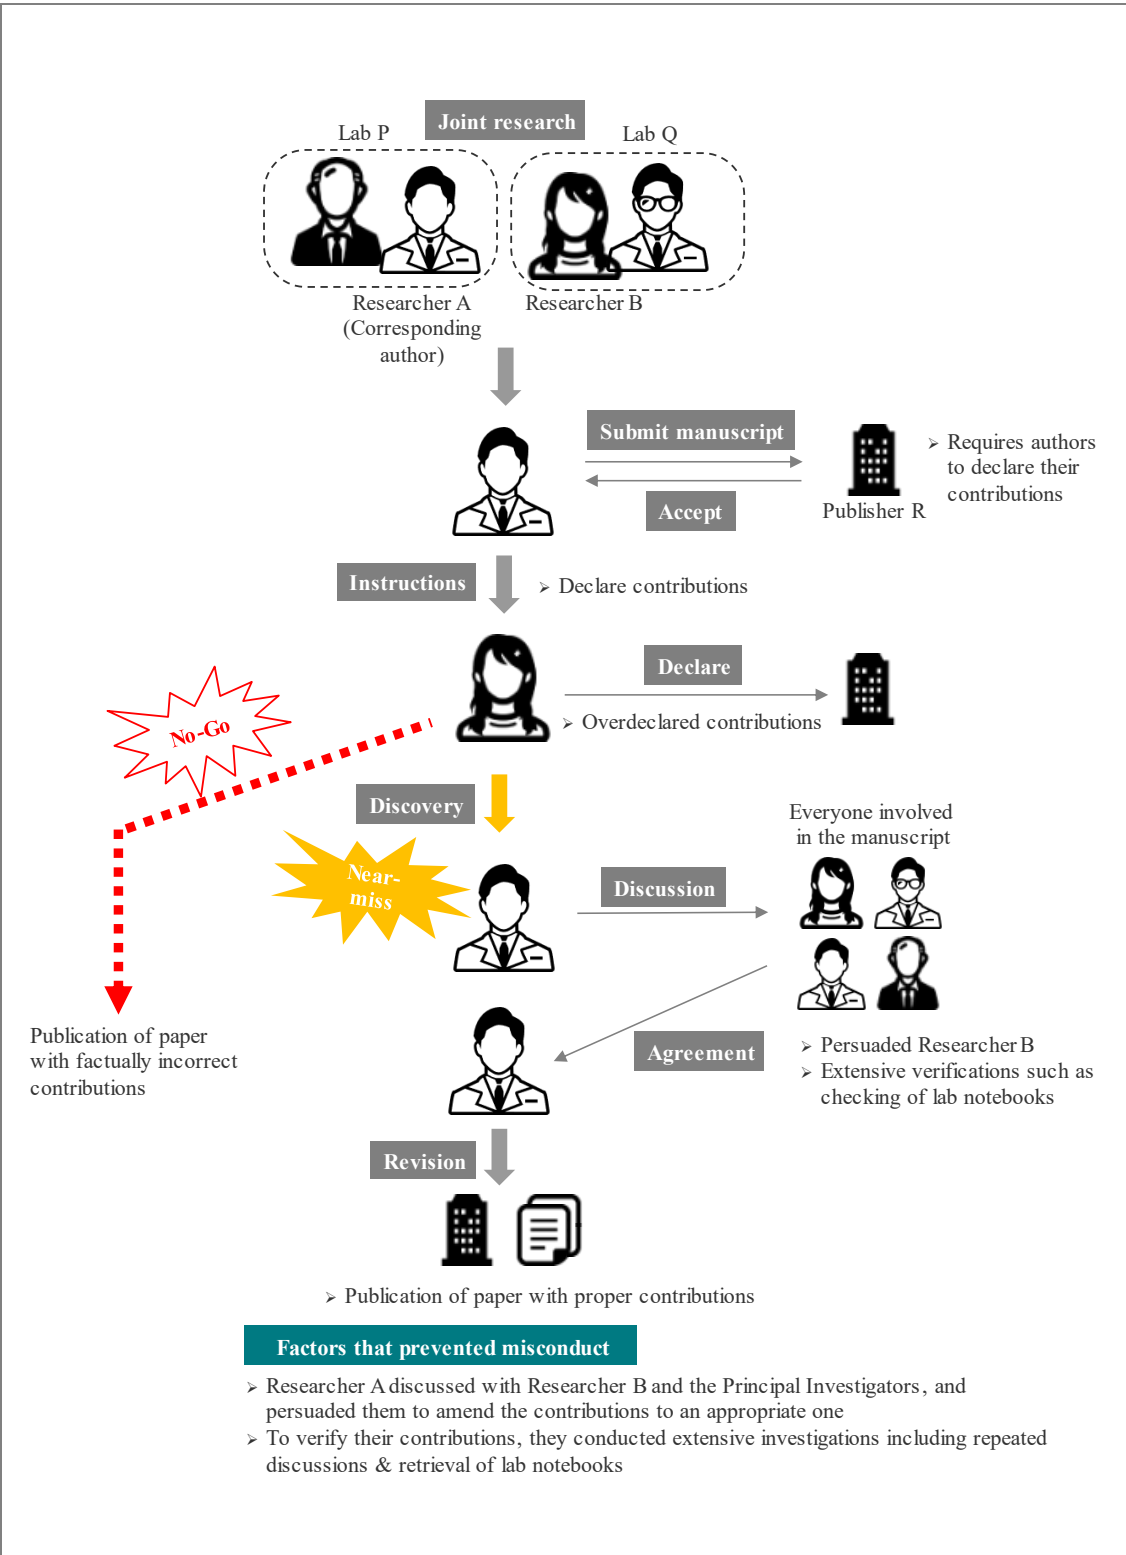 Joint research
Lab P
Lab Q
Researcher A
(Corresponding
author)
Researcher B
Submit manuscript
Accept
Publisher R
➢ Requires authors
to declare their
contributions
Instructions
➢ Declare contributions
Declare
➢ Overdeclared contributions
No-Go
Discovery
Near-
miss
Everyone involved
in the manuscript
Discussion
Agreement
➢ Persuaded Researcher B
➢ Extensive verifications such as
checking of lab notebooks
Publication of paper
with factually incorrect
contributions
Revision
➢ Publication of paper with proper contributions
Factors that prevented misconduct
➢ Researcher A discussed with Researcher B and the Principal Investigators, and
persuaded them to amend the contributions to an appropriate one
➢ To verify their contributions, they conducted extensive investigations including repeated
discussions & retrieval of lab notebooks